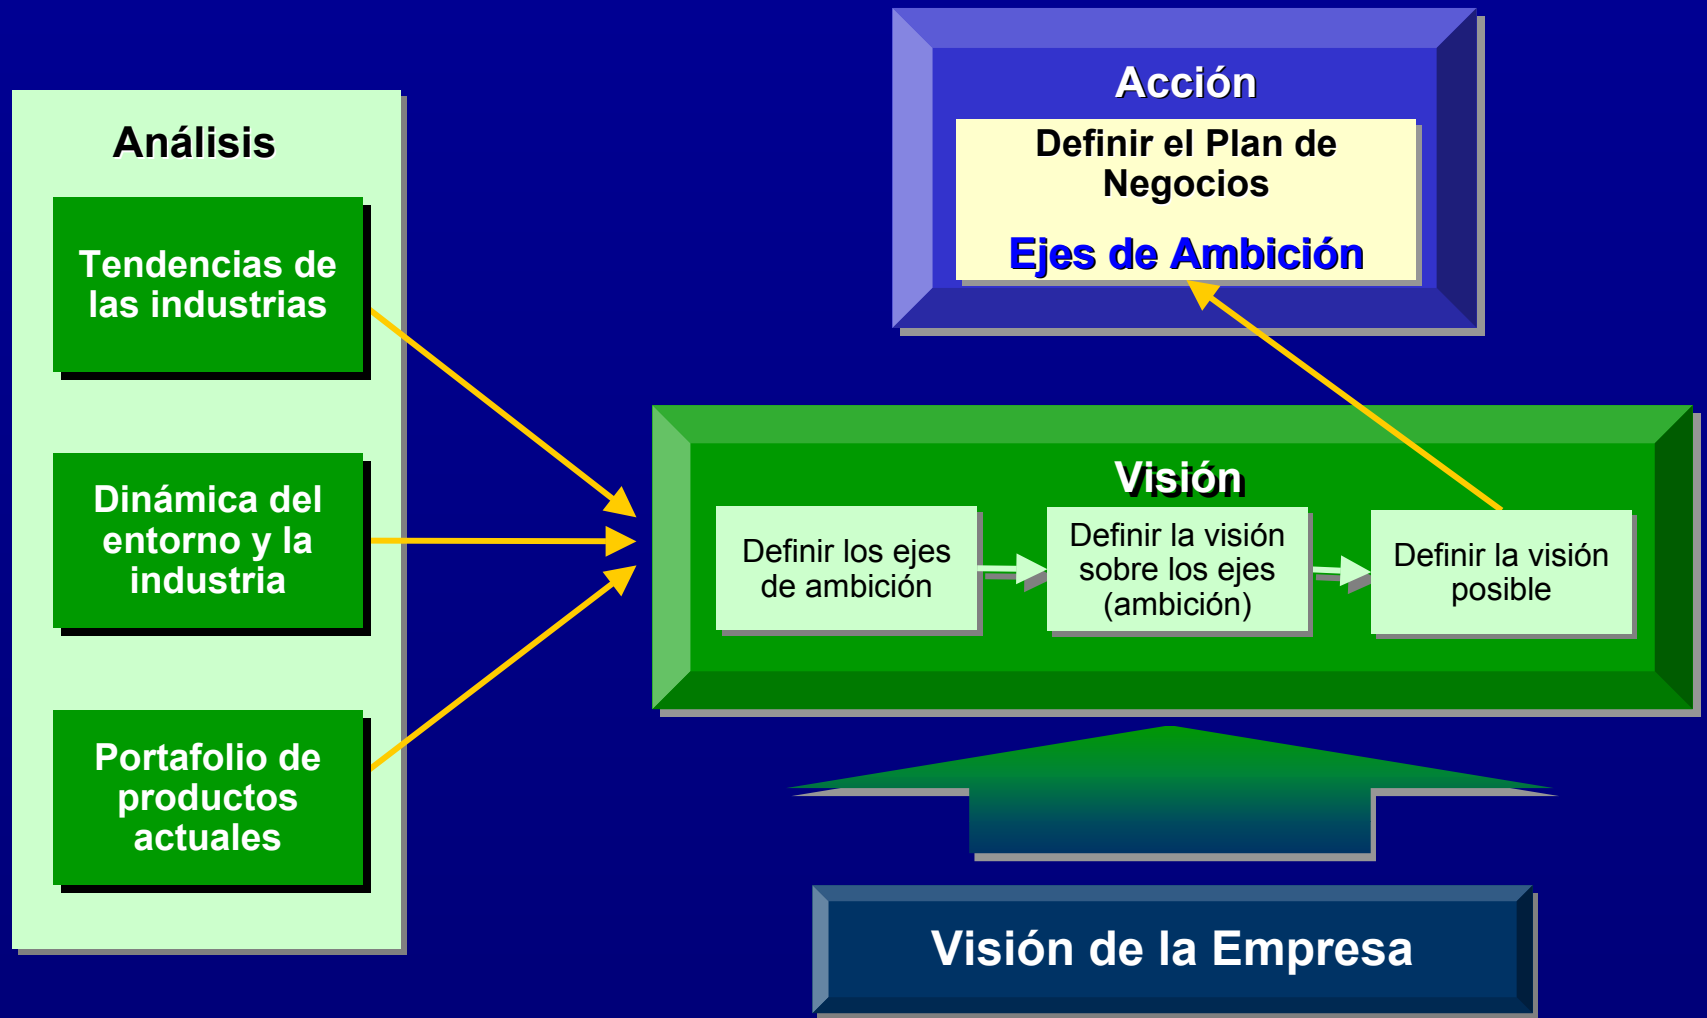 Análisis
Tendencias de
las industrias
Dinámica del
entorno y la
industria
Portafolio de
productos
actuales
Acción
Definir el Plan de
Negocios
Ejes de Ambición
Visión
Definir los ejes
de ambición
Definir la visión
sobre los ejes
(ambición)
Definir la visión
posible
Visión de la Empresa